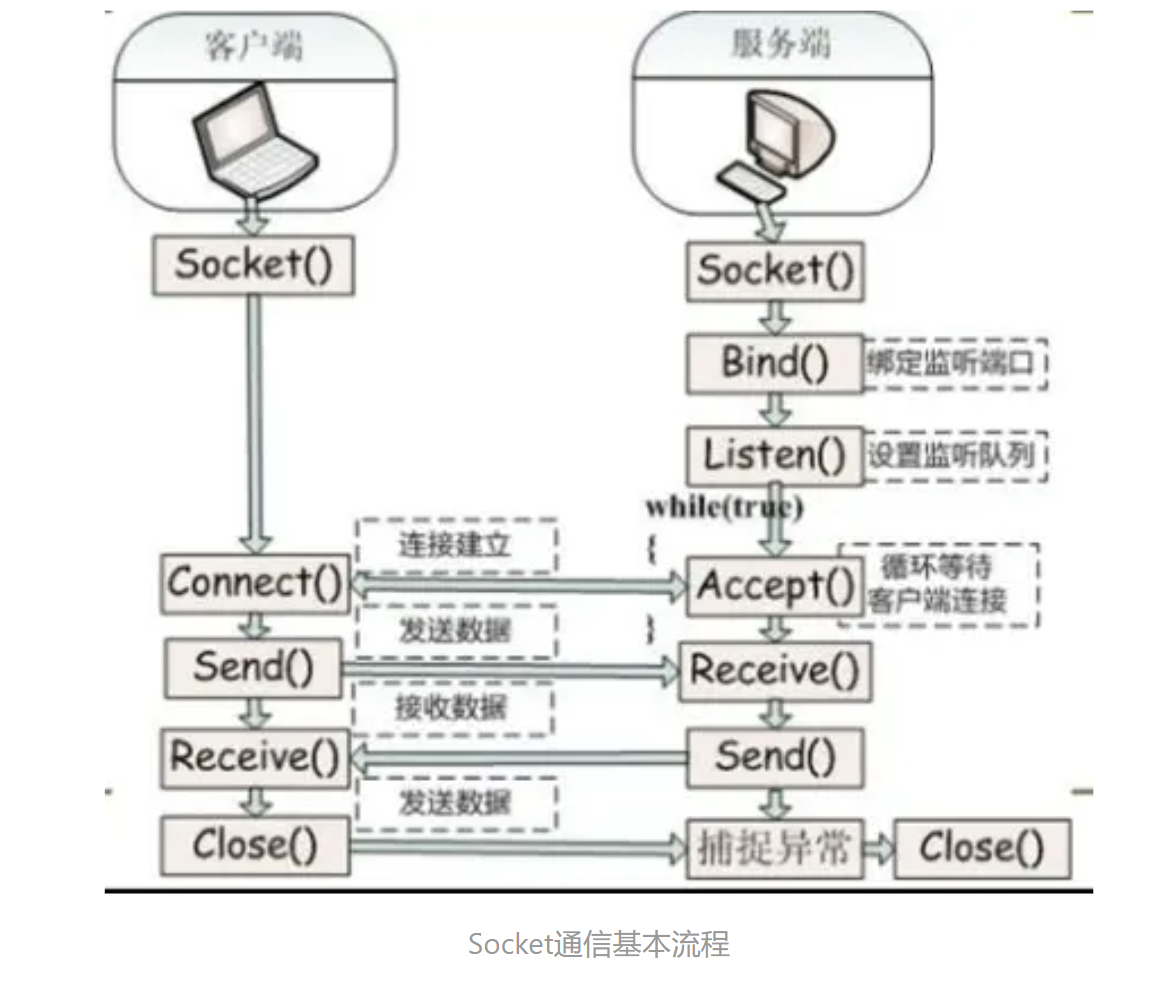 客户端
服务端
Socket()
Socket()
Bind()
绑定监听端口
Listen()
设置监听队列
while(true)
{
连接建立
Connect()
Accept()
循环等待
客户端连接
}
发送数据
Send()
Receive()
接收数据
Receive()
Send()
发送数据
Close()
捕捉异常
Close()
Socket通信基本流程